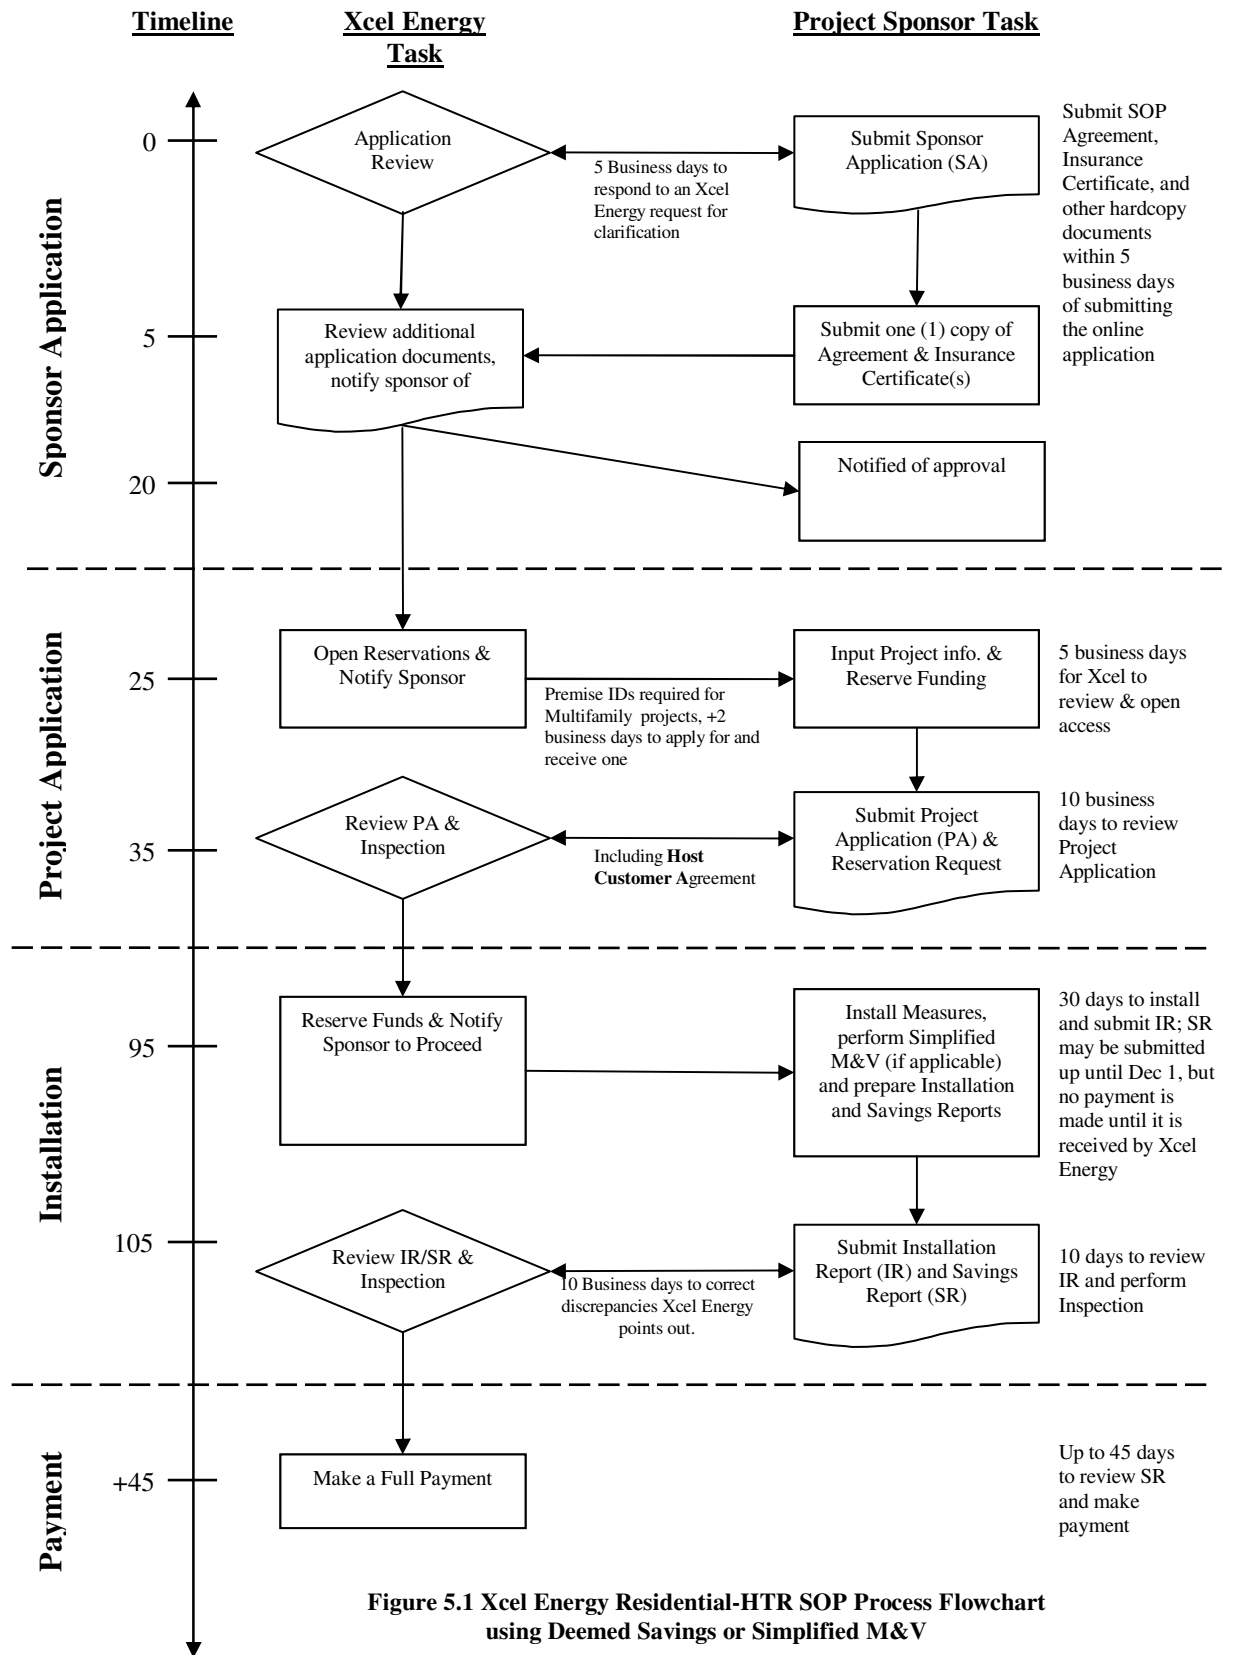 Timeline
Xcel Energy
Task
Project Sponsor Task
Sponsor Application
0
Application
Review
5 Business days to
respond to an Xcel
Energy request for
clarification
Submit Sponsor
Application (SA)
Submit SOP
Agreement,
Insurance
Certificate, and
other hardcopy
documents
within 5
business days
of submitting
the online
application
5
Review additional
application documents,
notify sponsor of
Submit one (1) copy of
Agreement & Insurance
Certificate(s)
20
Notified of approval
Project Application
25
Open Reservations &
Notify Sponsor
Premise IDs required for
Multifamily projects, +2
business days to apply for and
receive one
Input Project info. &
Reserve Funding
5 business days
for Xcel to
review & open
access
35
Review PA &
Inspection
Including Host
Customer Agreement
Submit Project
Application (PA) &
Reservation Request
10 business
days to review
Project
Application
Installation
95
Reserve Funds & Notify
Sponsor to Proceed
Install Measures,
perform Simplified
M&V (if applicable)
and prepare Installation
and Savings Reports
30 days to install
and submit IR; SR
may be submitted
up until Dec 1, but
no payment is
made until it is
received by Xcel
Energy
105
Review IR/SR &
Inspection
10 Business days to correct
discrepancies Xcel Energy
points out.
Submit Installation
Report (IR) and Savings
Report (SR)
10 days to review
IR and perform
Inspection
Payment
+45
Make a Full Payment
Up to 45 days
to review SR
and make
payment
Figure 5.1 Xcel Energy Residential-HTR SOP Process Flowchart
using Deemed Savings or Simplified M&V